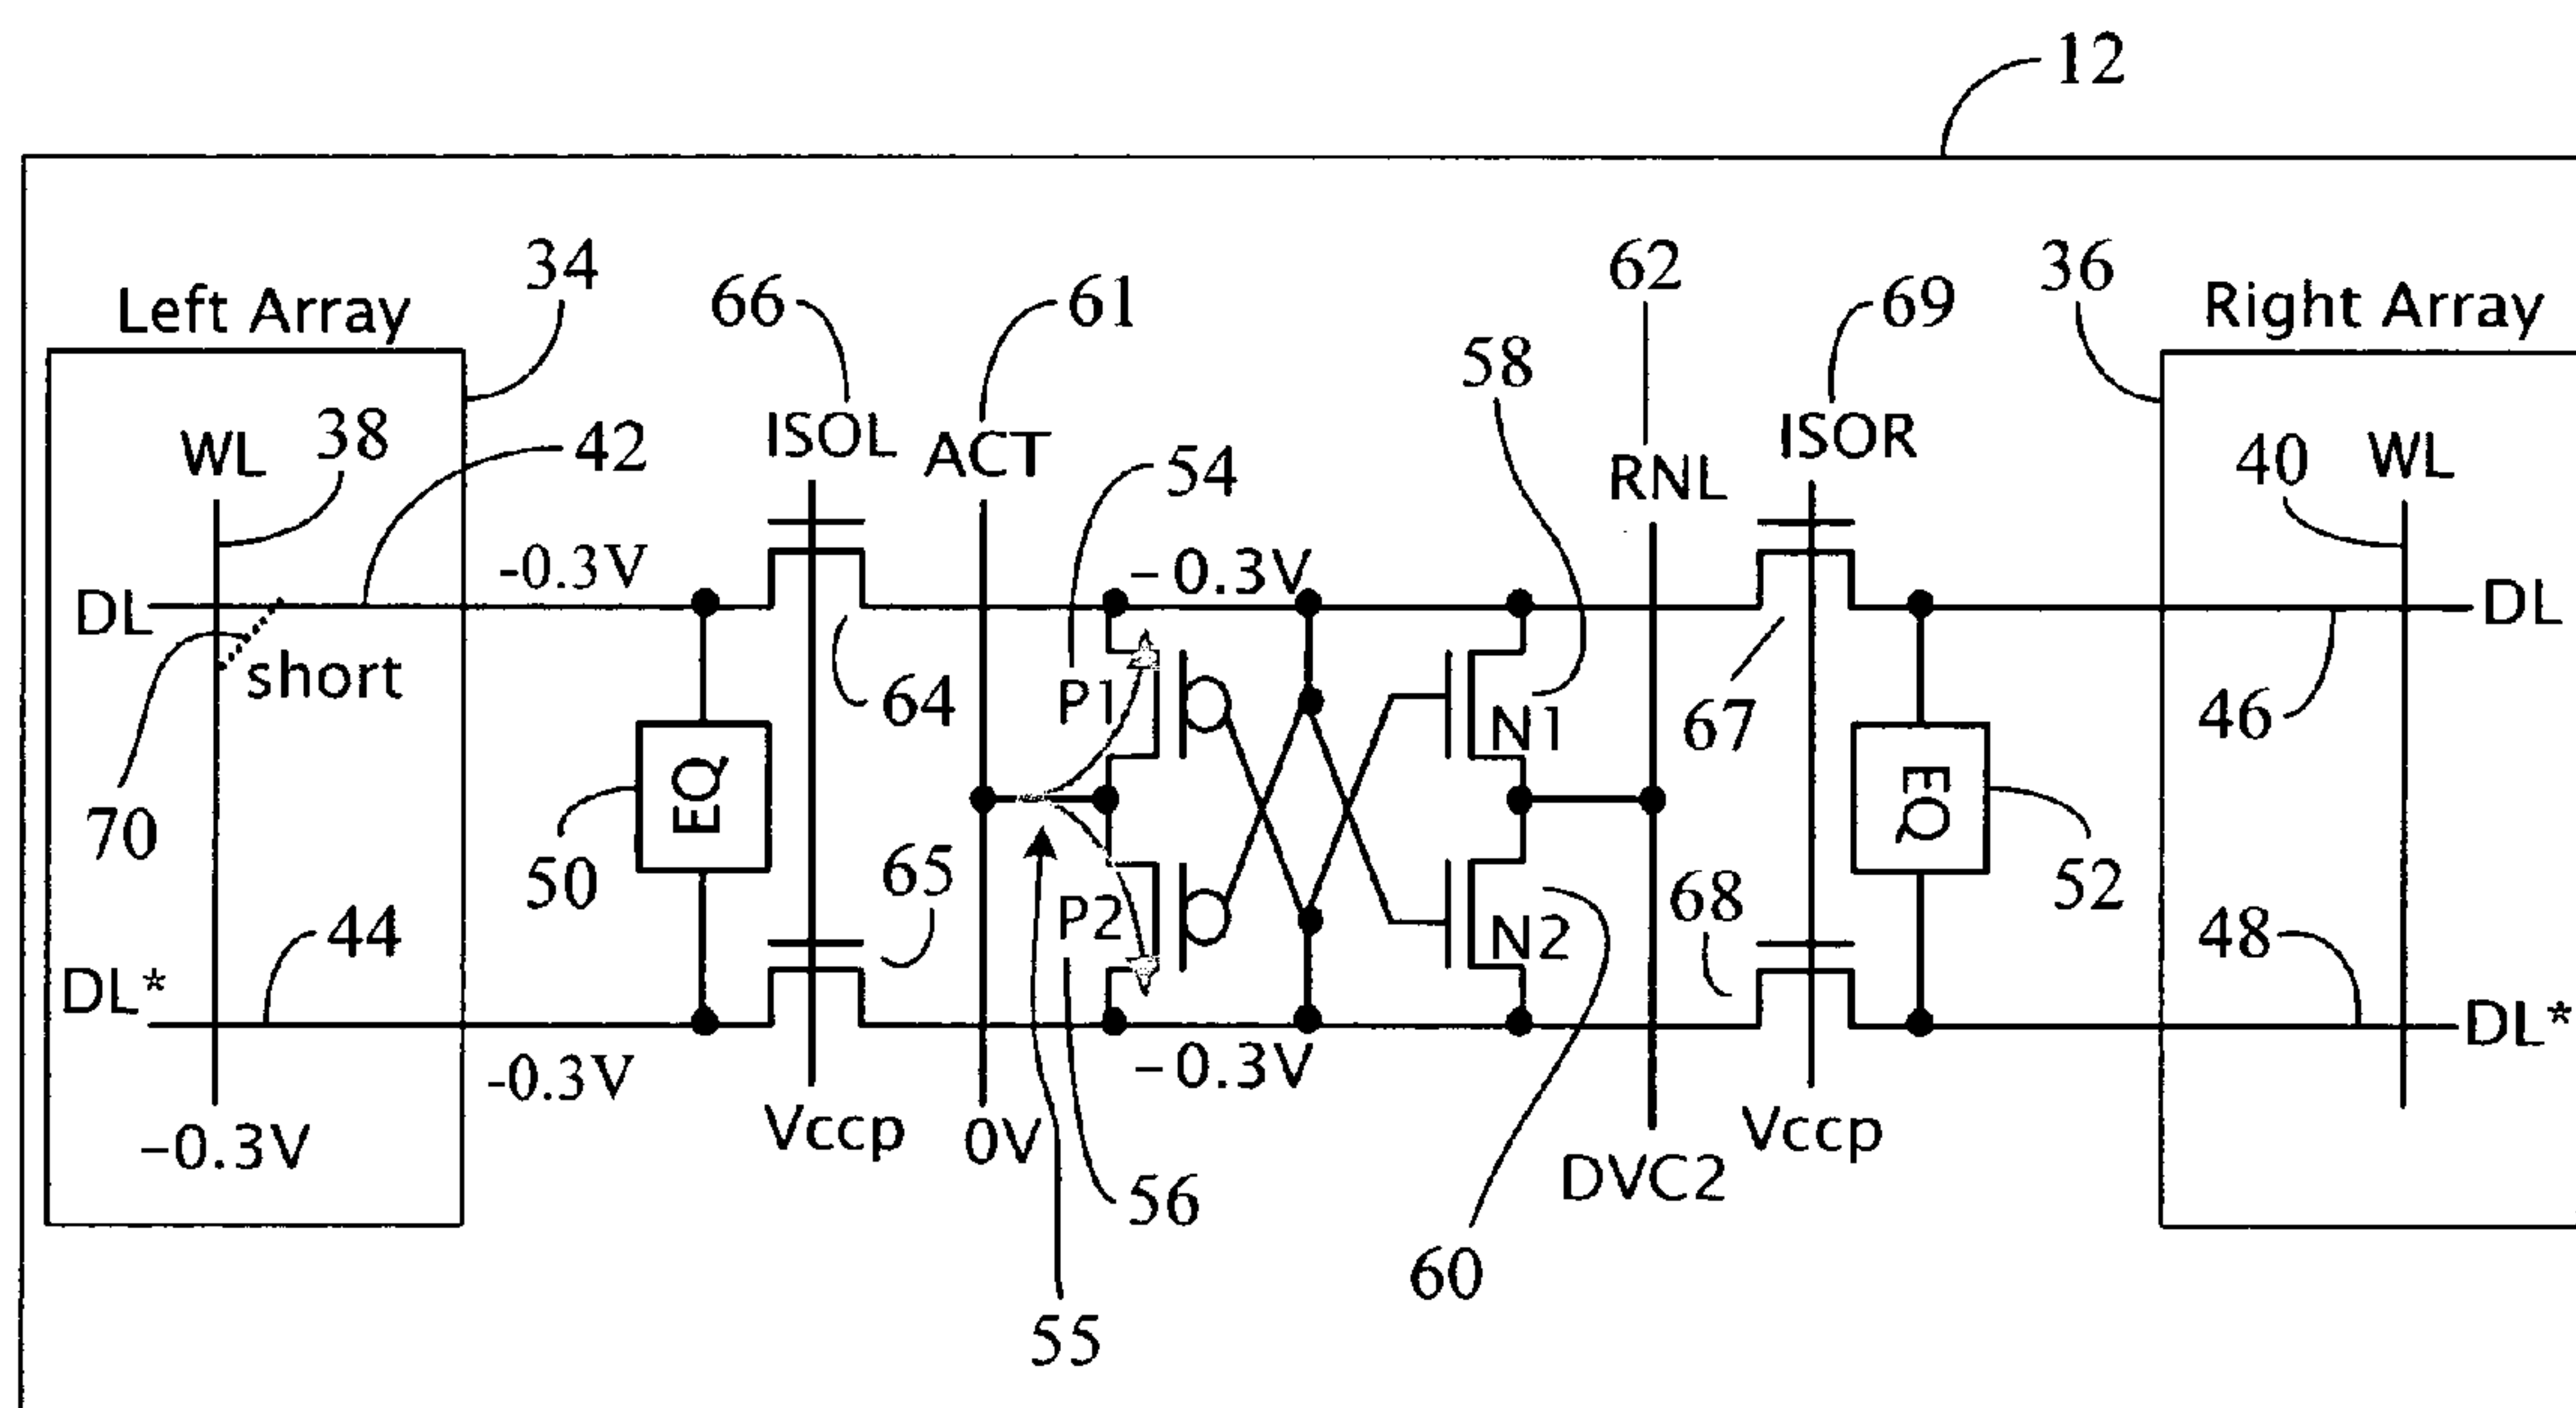 12
34
66
61
62
69
36
Left Array
Right Array
58
WL
38
42
ISOL
ACT
54
RNL
ISOR
40
WL
-0.3V
-0.3V
DL
DL
short
P1
64
N1
67
46
70
EQ
EQ
50
65
52
P2
N2
68
44
48
DL*
DL*
-0.3V
-0.3V
-0.3V
Vccp
0V
Vccp
56
DVC2
60
55